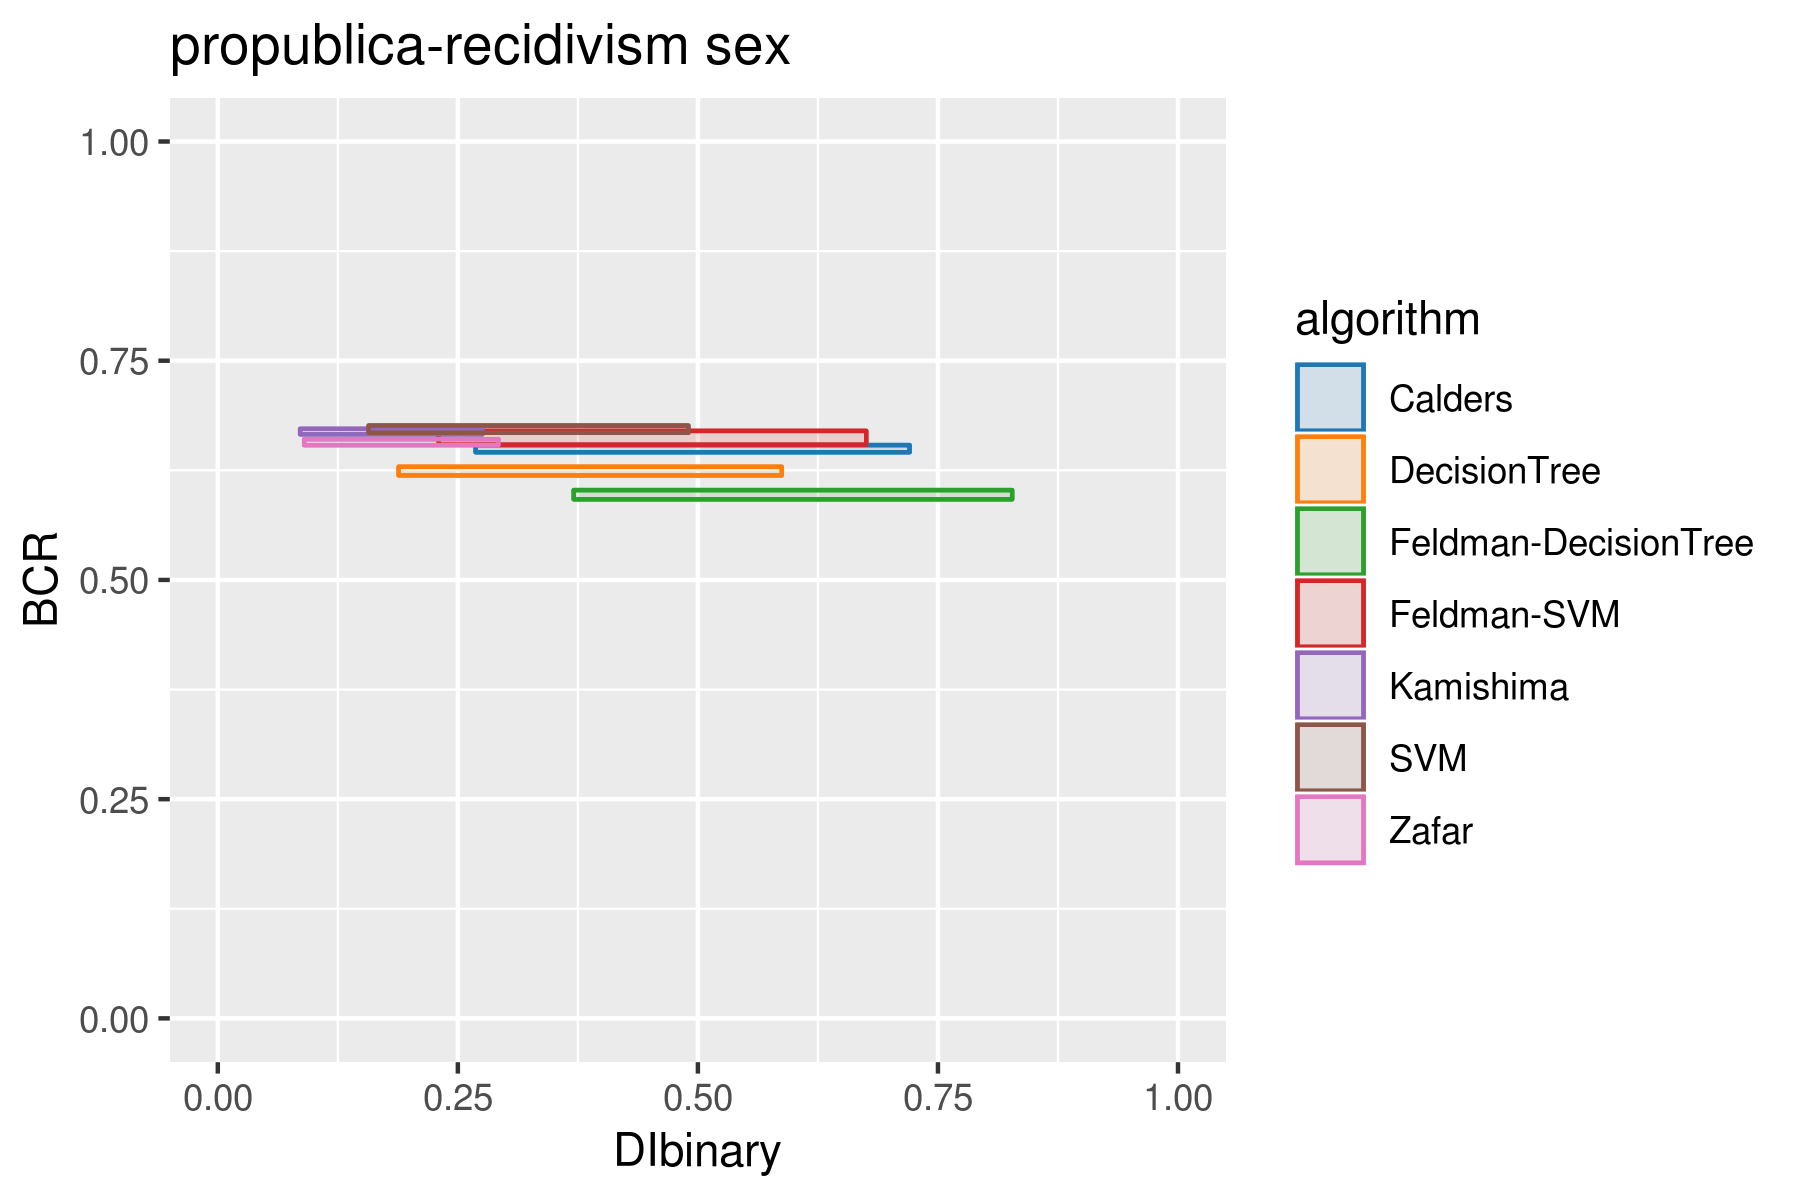 propublica-recidivism sex
1.00
0.75
0.50
0.25
0.00
BCR
0.00 0.25 0.50 0.75 1.00
DIbinary
algorithm
Calders
DecisionTree
Feldman-DecisionTree
Feldman-SVM
Kamishima
SVM
Zafar